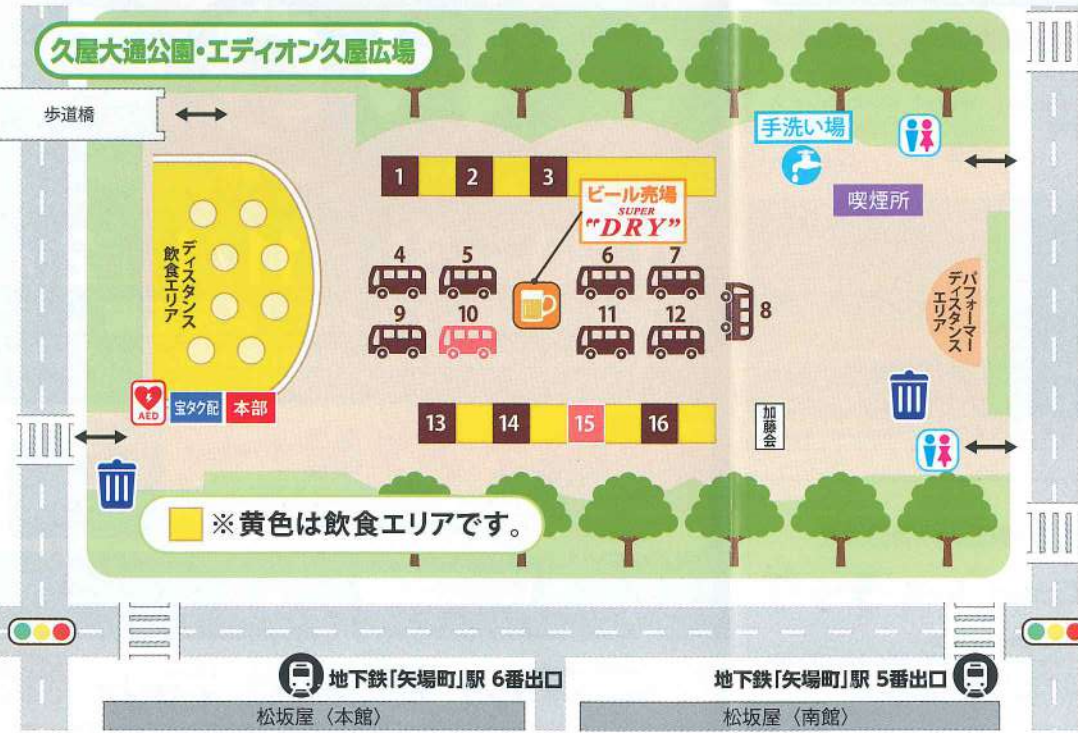 久屋大通公園・エディオン久屋広場
歩道橋
手洗い場
喫煙所
1
2
3
ビール売場
SUPER
"DRY"
4
5
6
7
8
9
10
11
12
ディスタンス
飲食エリア
パフォーマー
ディスタンス
エリア
AED
宝タク配
本部
13
14
15
16
加藤会
※黄色は飲食エリアです。
地下鉄「矢場町」駅 6番出口
地下鉄「矢場町」駅 5番出口
松坂屋〈本館〉
松坂屋〈南館〉